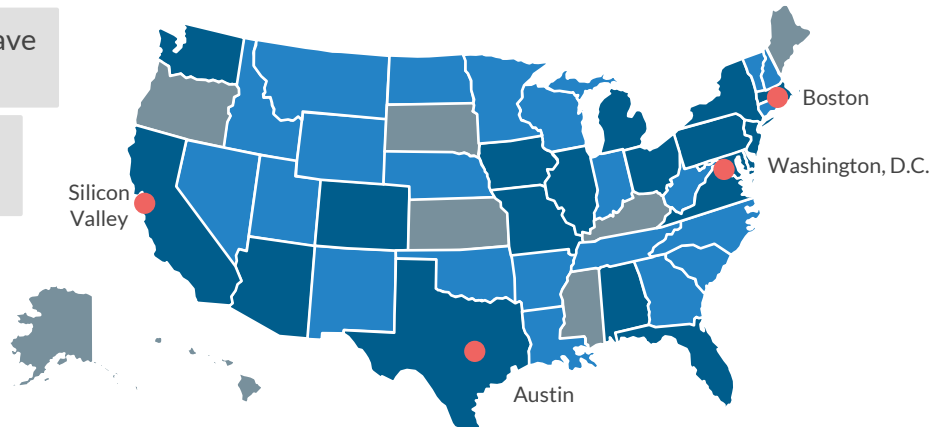 ave
Boston
Washington, D.C.
Silicon
Valley
Austin